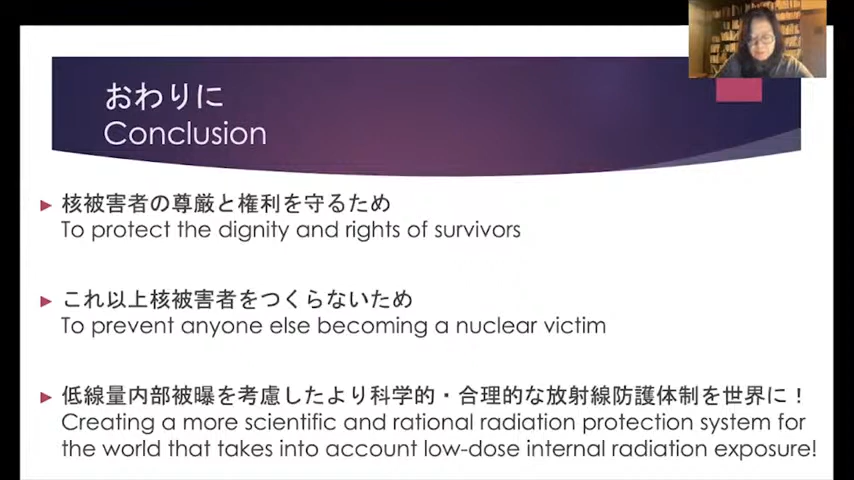 おわりに
Conclusion
核被害者の尊厳と権利を守るため
To protect the dignity and rights of survivors
これ以上核被害者をつくらないため
To prevent anyone else becoming a nuclear victim
低線量内部被曝を考慮したより科学的・合理的な放射線防護体制を世界に！
Creating a more scientific and rational radiation protection system for
the world that takes into account low-dose internal radiation exposure!